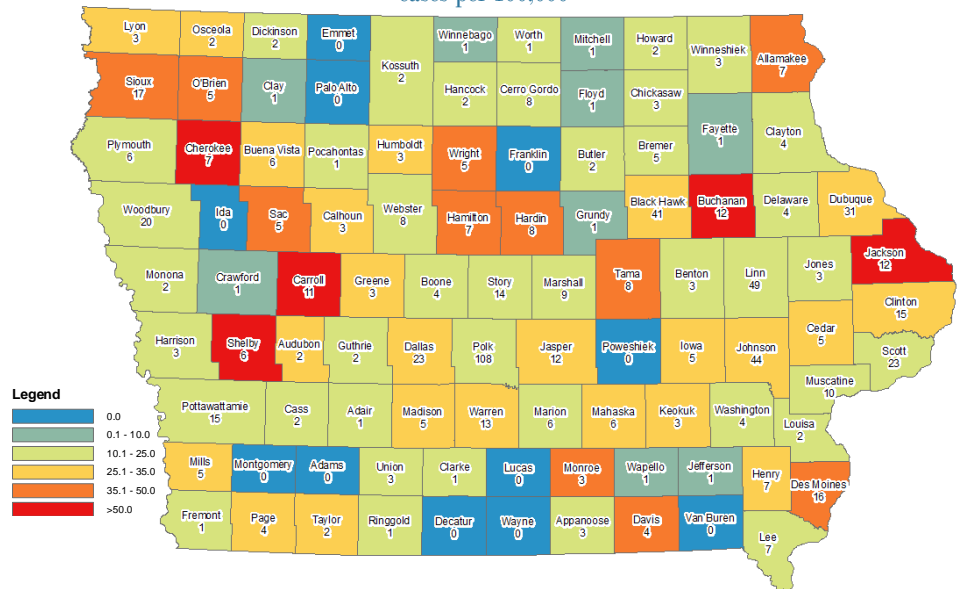 cases per 100,000
Lyon
3
Osceola
2
Dickinson
2
Emmet
0
Kossuth
2
Winnebago
1
Worth
1
Mitchell
1
Howard
2
Winneshiek
3
Allamakee
7
Sioux
17
O'Brien
5
Clay
1
Palo Alto
0
Hancock
2
Cerro Gordo
8
Floyd
1
Chickasaw
3
Fayette
1
Clayton
4
Plymouth
6
Cherokee
7
Buena Vista
6
Pocahontas
1
Humboldt
3
Wright
5
Franklin
0
Butler
2
Bremer
5
Woodbury
20
Ida
0
Sac
5
Calhoun
3
Webster
8
Hamilton
7
Hardin
8
Grundy
1
Black Hawk
41
Buchanan
12
Delaware
4
Dubuque
31
Jackson
12
Monona
2
Crawford
1
Carroll
11
Greene
3
Boone
4
Story
14
Marshall
9
Tama
8
Benton
3
Linn
49
Jones
3
Clinton
15
Harrison
3
Shelby
6
Audubon
2
Guthrie
2
Dallas
23
Polk
108
Jasper
12
Poweshiek
0
Iowa
5
Johnson
44
Cedar
5
Scott
23
Muscatine
10
Pottawattamie
15
Cass
2
Adair
1
Madison
5
Warren
13
Marion
6
Mahaska
6
Keokuk
3
Washington
4
Louisa
2
Mills
5
Montgomery
0
Adams
0
Union
3
Clarke
1
Lucas
0
Monroe
3
Wapello
1
Jefferson
1
Henry
7
Des Moines
16
Fremont
1
Page
4
Taylor
2
Ringgold
1
Decatur
0
Wayne
0
Appanoose
3
Davis
4
Van Buren
0
Lee
7
Legend
0.0
0.1 - 10.0
10.1 - 25.0
25.1 - 35.0
35.1 - 50.0
>50.0